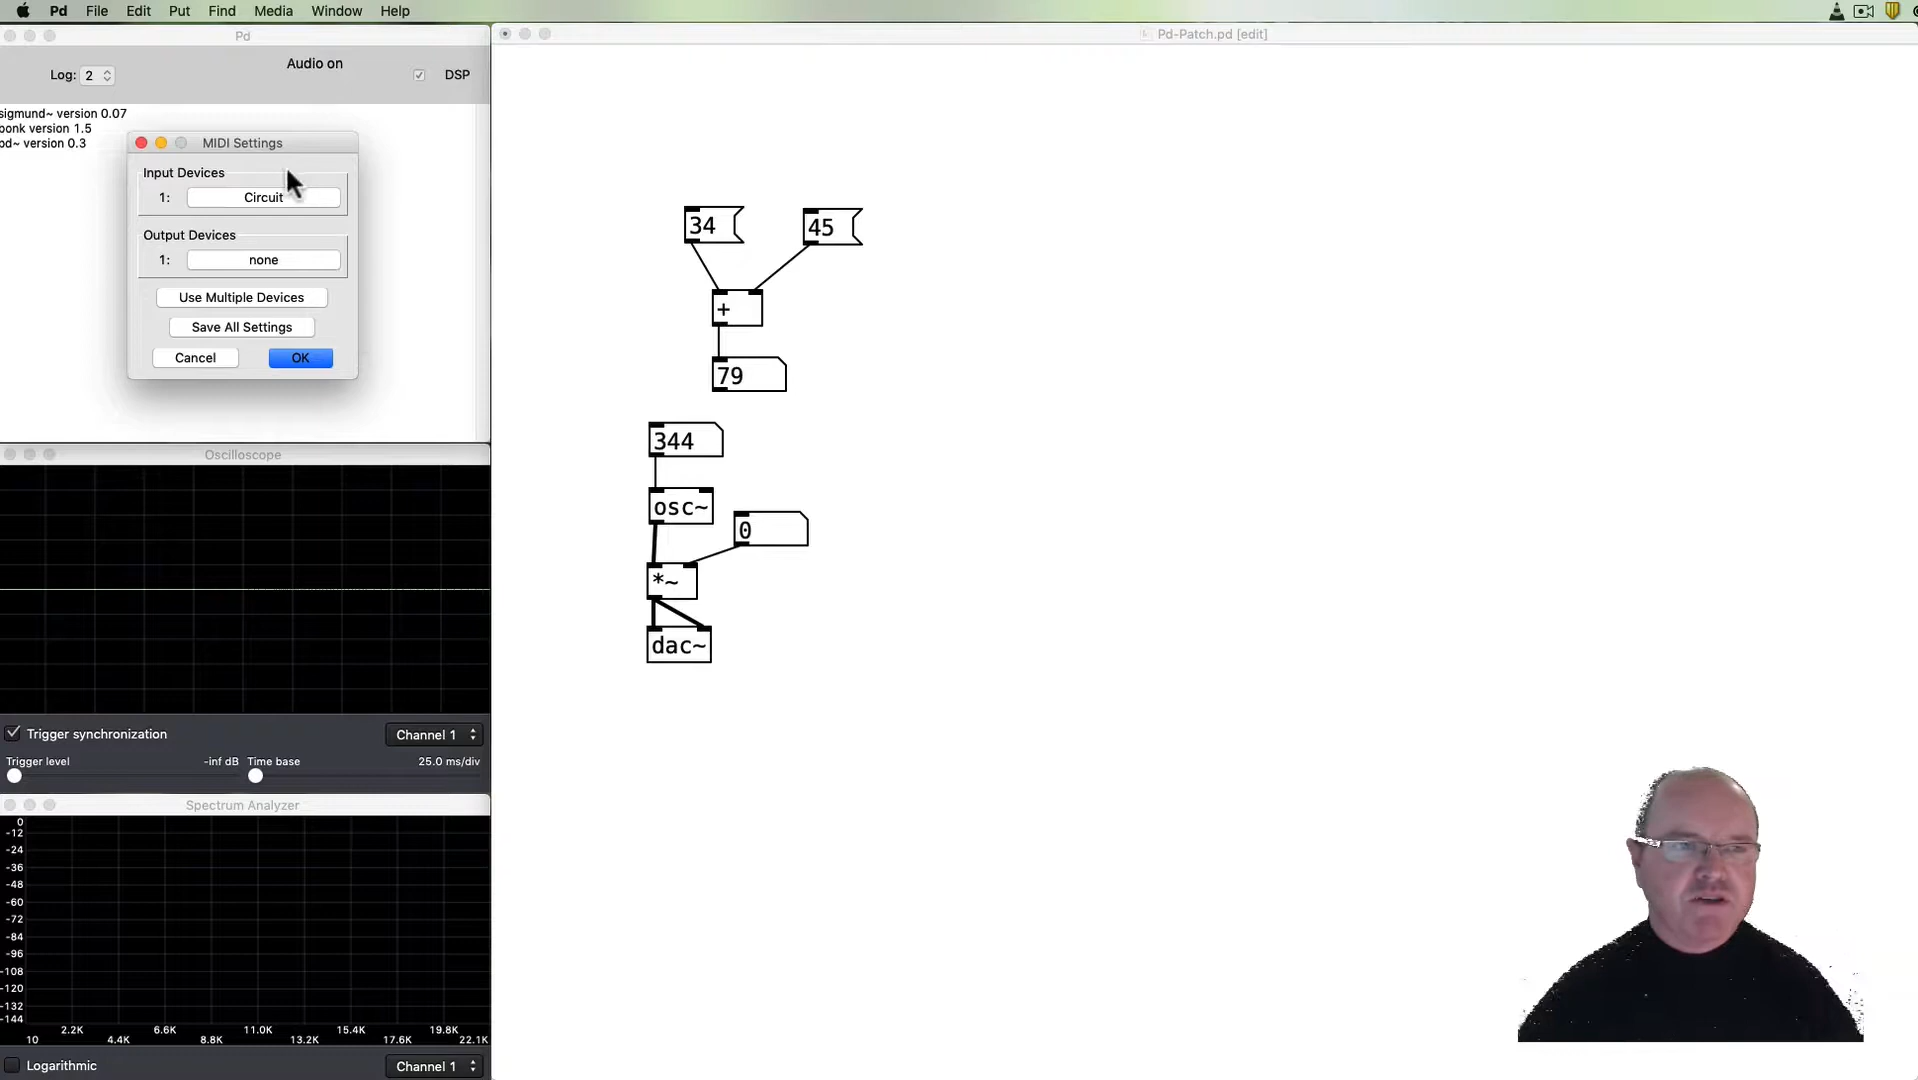 Pd File Edit Put Find Media Window Help
Pd
Audio on
Log: 2
DSP
sigmund~ version 0.07
bonk version 1.5
pd~ version 0.3
MIDI Settings
Input Devices
1: Circuit
Output Devices
1: none
Use Multiple Devices
Save All Settings
Cancel OK
Oscilloscope
Trigger synchronization
Channel 1
Trigger level -inf dB Time base 25.0 ms/div
Spectrum Analyzer
0
-12
-24
-36
-48
-60
-72
-84
-96
-108
-120
-132
-144
2.2K 6.6K 11.0K 15.4K 19.8K
10 4.4K 8.8K 13.2K 17.6K 22.1K
Logarithmic
Channel 1
Pd-Patch.pd [edit]
34 45
+
79
344
osc~
0
*~
dac~